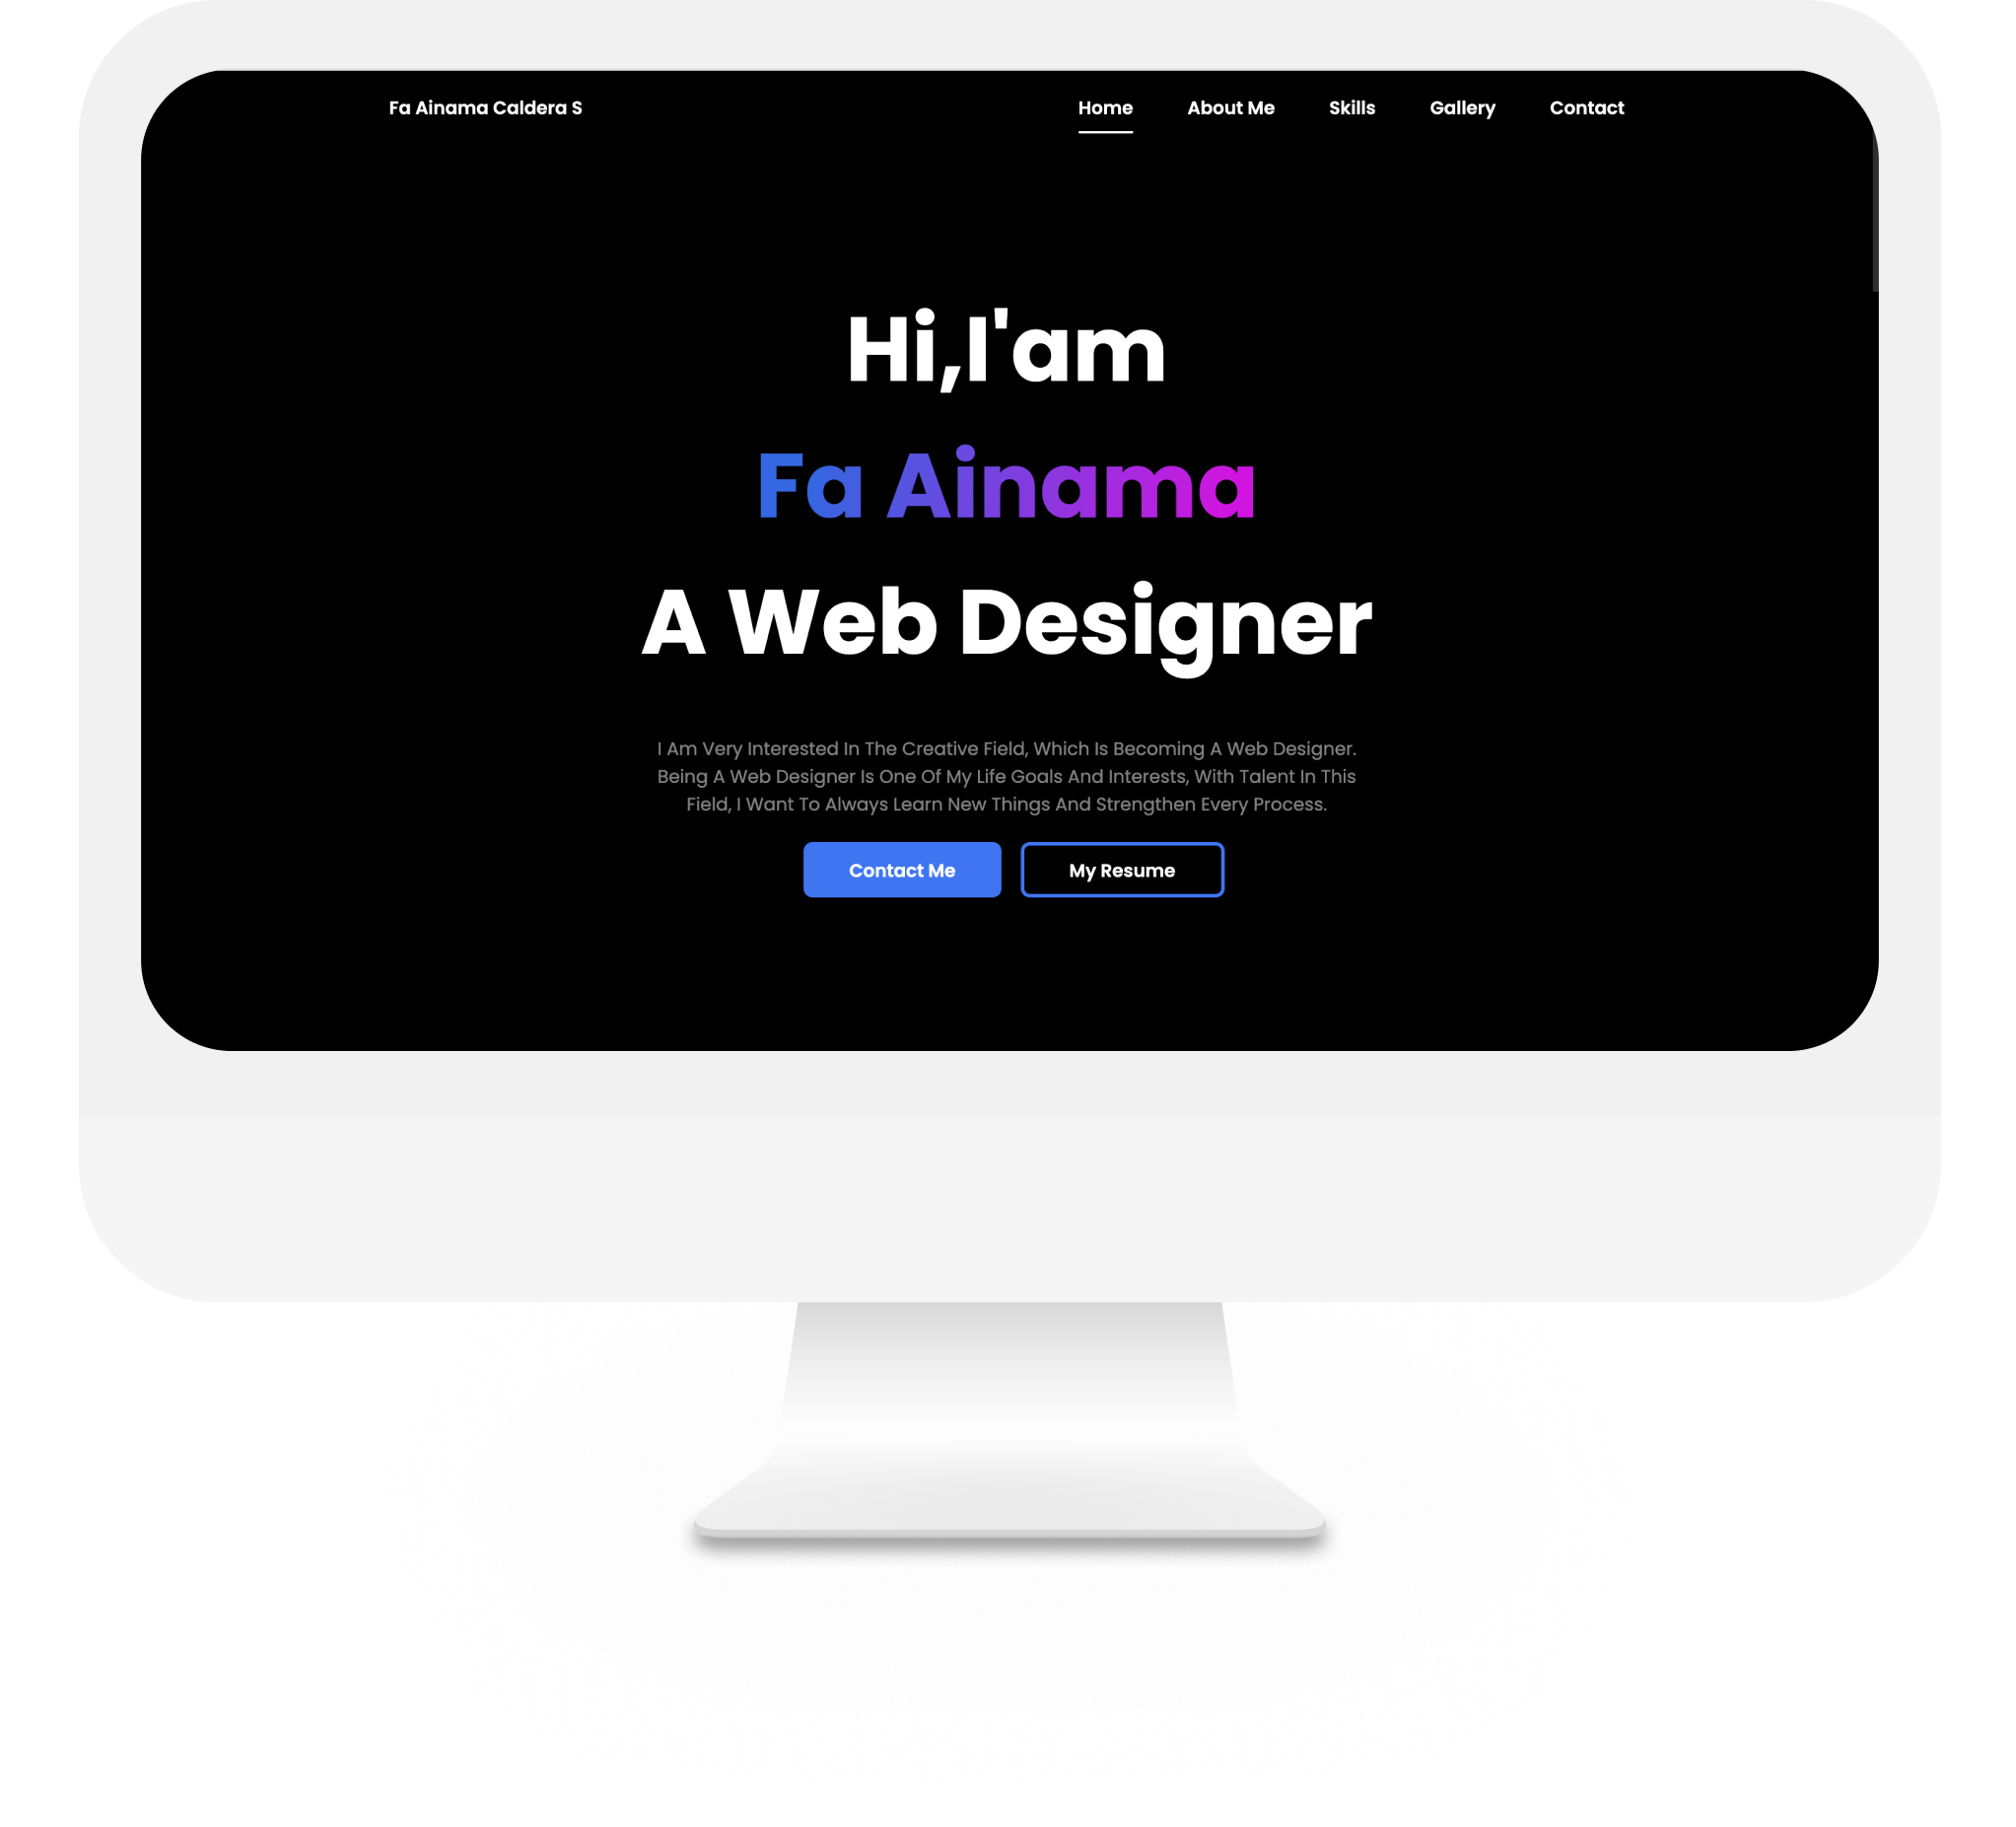 Fa Ainama Caldera S
Home About Me Skills Gallery Contact
Hi,I'am
Fa Ainama
A Web Designer
I Am Very Interested In The Creative Field, Which Is Becoming A Web Designer.
Being A Web Designer Is One Of My Life Goals And Interests, With Talent In This
Field, I Want To Always Learn New Things And Strengthen Every Process.
Contact Me
My Resume